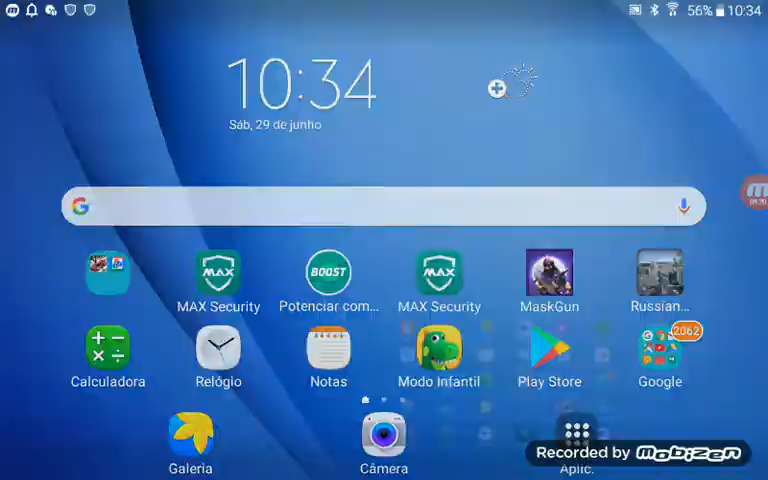 56% 10:34
10:34
Sáb, 29 de junho
MAX
BOOST
MAX
MAX Security
Potenciar com...
MAX Security
MaskGun
Russian...
2062
Calculadora
Relógio
Notas
Modo Infantil
Play Store
Google
Galeria
Câmera
Aplic.
Recorded by mobizen